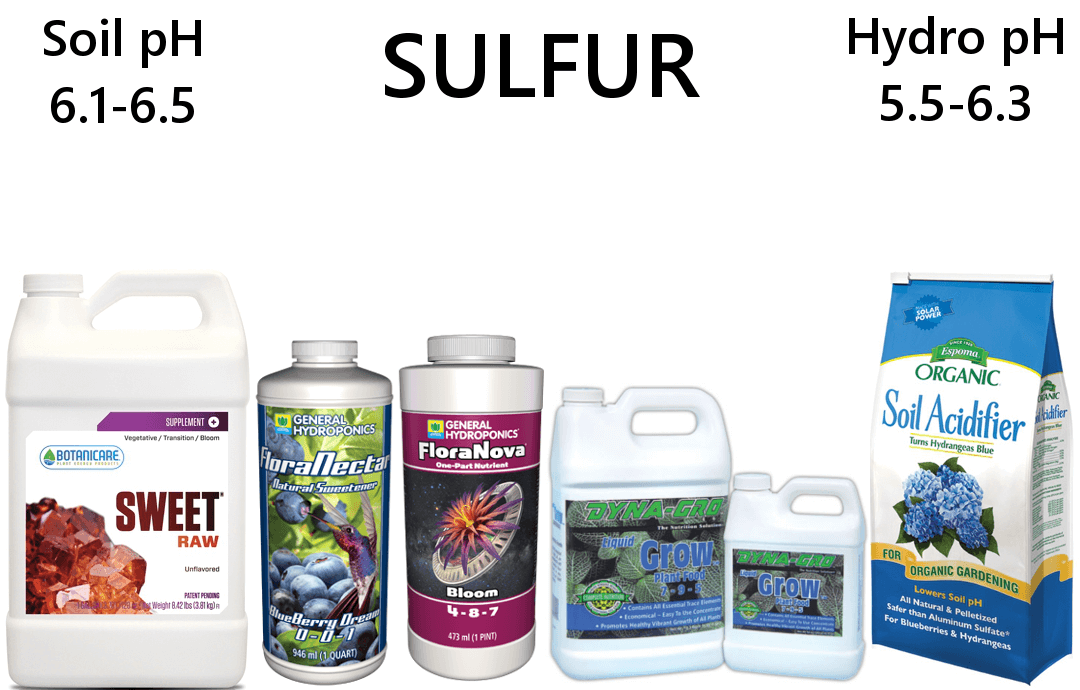 Soil pH
6.1-6.5
SULFUR
Hydro pH
5.5-6.3
SUPPLEMENT +
Vegetative / Transition / Bloom
BOTANICARE
PLANT BASED PRODUCTS
SWEET
RAW
Unflavored
PATENT PENDING
Net Weight 8.42 lbs (3.81 kg)
GENERAL
HYDROPONICS
FloraNectar
Natural Sweetener
BlueBerry Dream
0-0-1
946 ml (1 QUART)
GENERAL
HYDROPONICS
FloraNova
One-Part Nutrient
Bloom
4-8-7
473 ml (1 PINT)
DYNA-GRO
The Nutrition Solution
Liquid
Grow
Plant Food
7-9-5
• Contains All Essential Trace Elements
• Economical – Easy To Use Concentrate
• Promotes Healthy Vibrant Growth of All Plants
DYNA-GRO
Liquid
Grow
Plant Food
SOLAR
POWER
SINCE 1929
Espoma
ORGANIC
Soil Acidifier
Turns Hydrangeas Blue
FOR
ORGANIC GARDENING
Lowers Soil pH
All Natural & Pelletized
Safer than Aluminum Sulfate*
For Blueberries & Hydrangeas